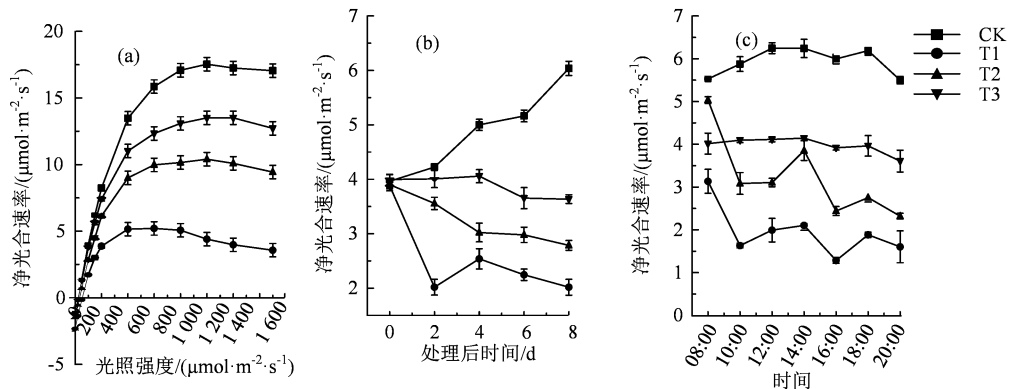 净光合速率/(μmol·m⁻²·s⁻¹)
20
15
10
5
0
-5
(a)
0
200
400
600
800
1 000
1 200
1 400
1 600
光照强度/(μmol·m⁻²·s⁻¹)
净光合速率/(μmol·m⁻²·s⁻¹)
7
6
5
4
3
2
(b)
0 2 4 6 8
处理后时间/d
净光合速率/(μmol·m⁻²·s⁻¹)
7
6
5
4
3
2
1
0
(c)
08:00
10:00
12:00
14:00
16:00
18:00
20:00
时间
CK
T1
T2
T3